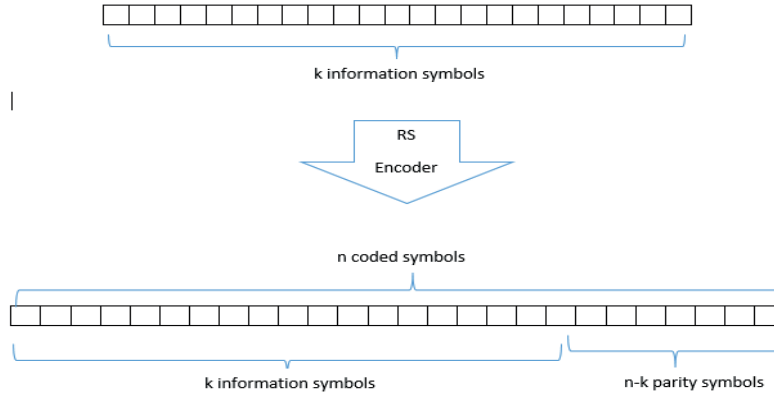 k information symbols
RS
Encoder
n coded symbols
k information symbols
n-k parity symbols